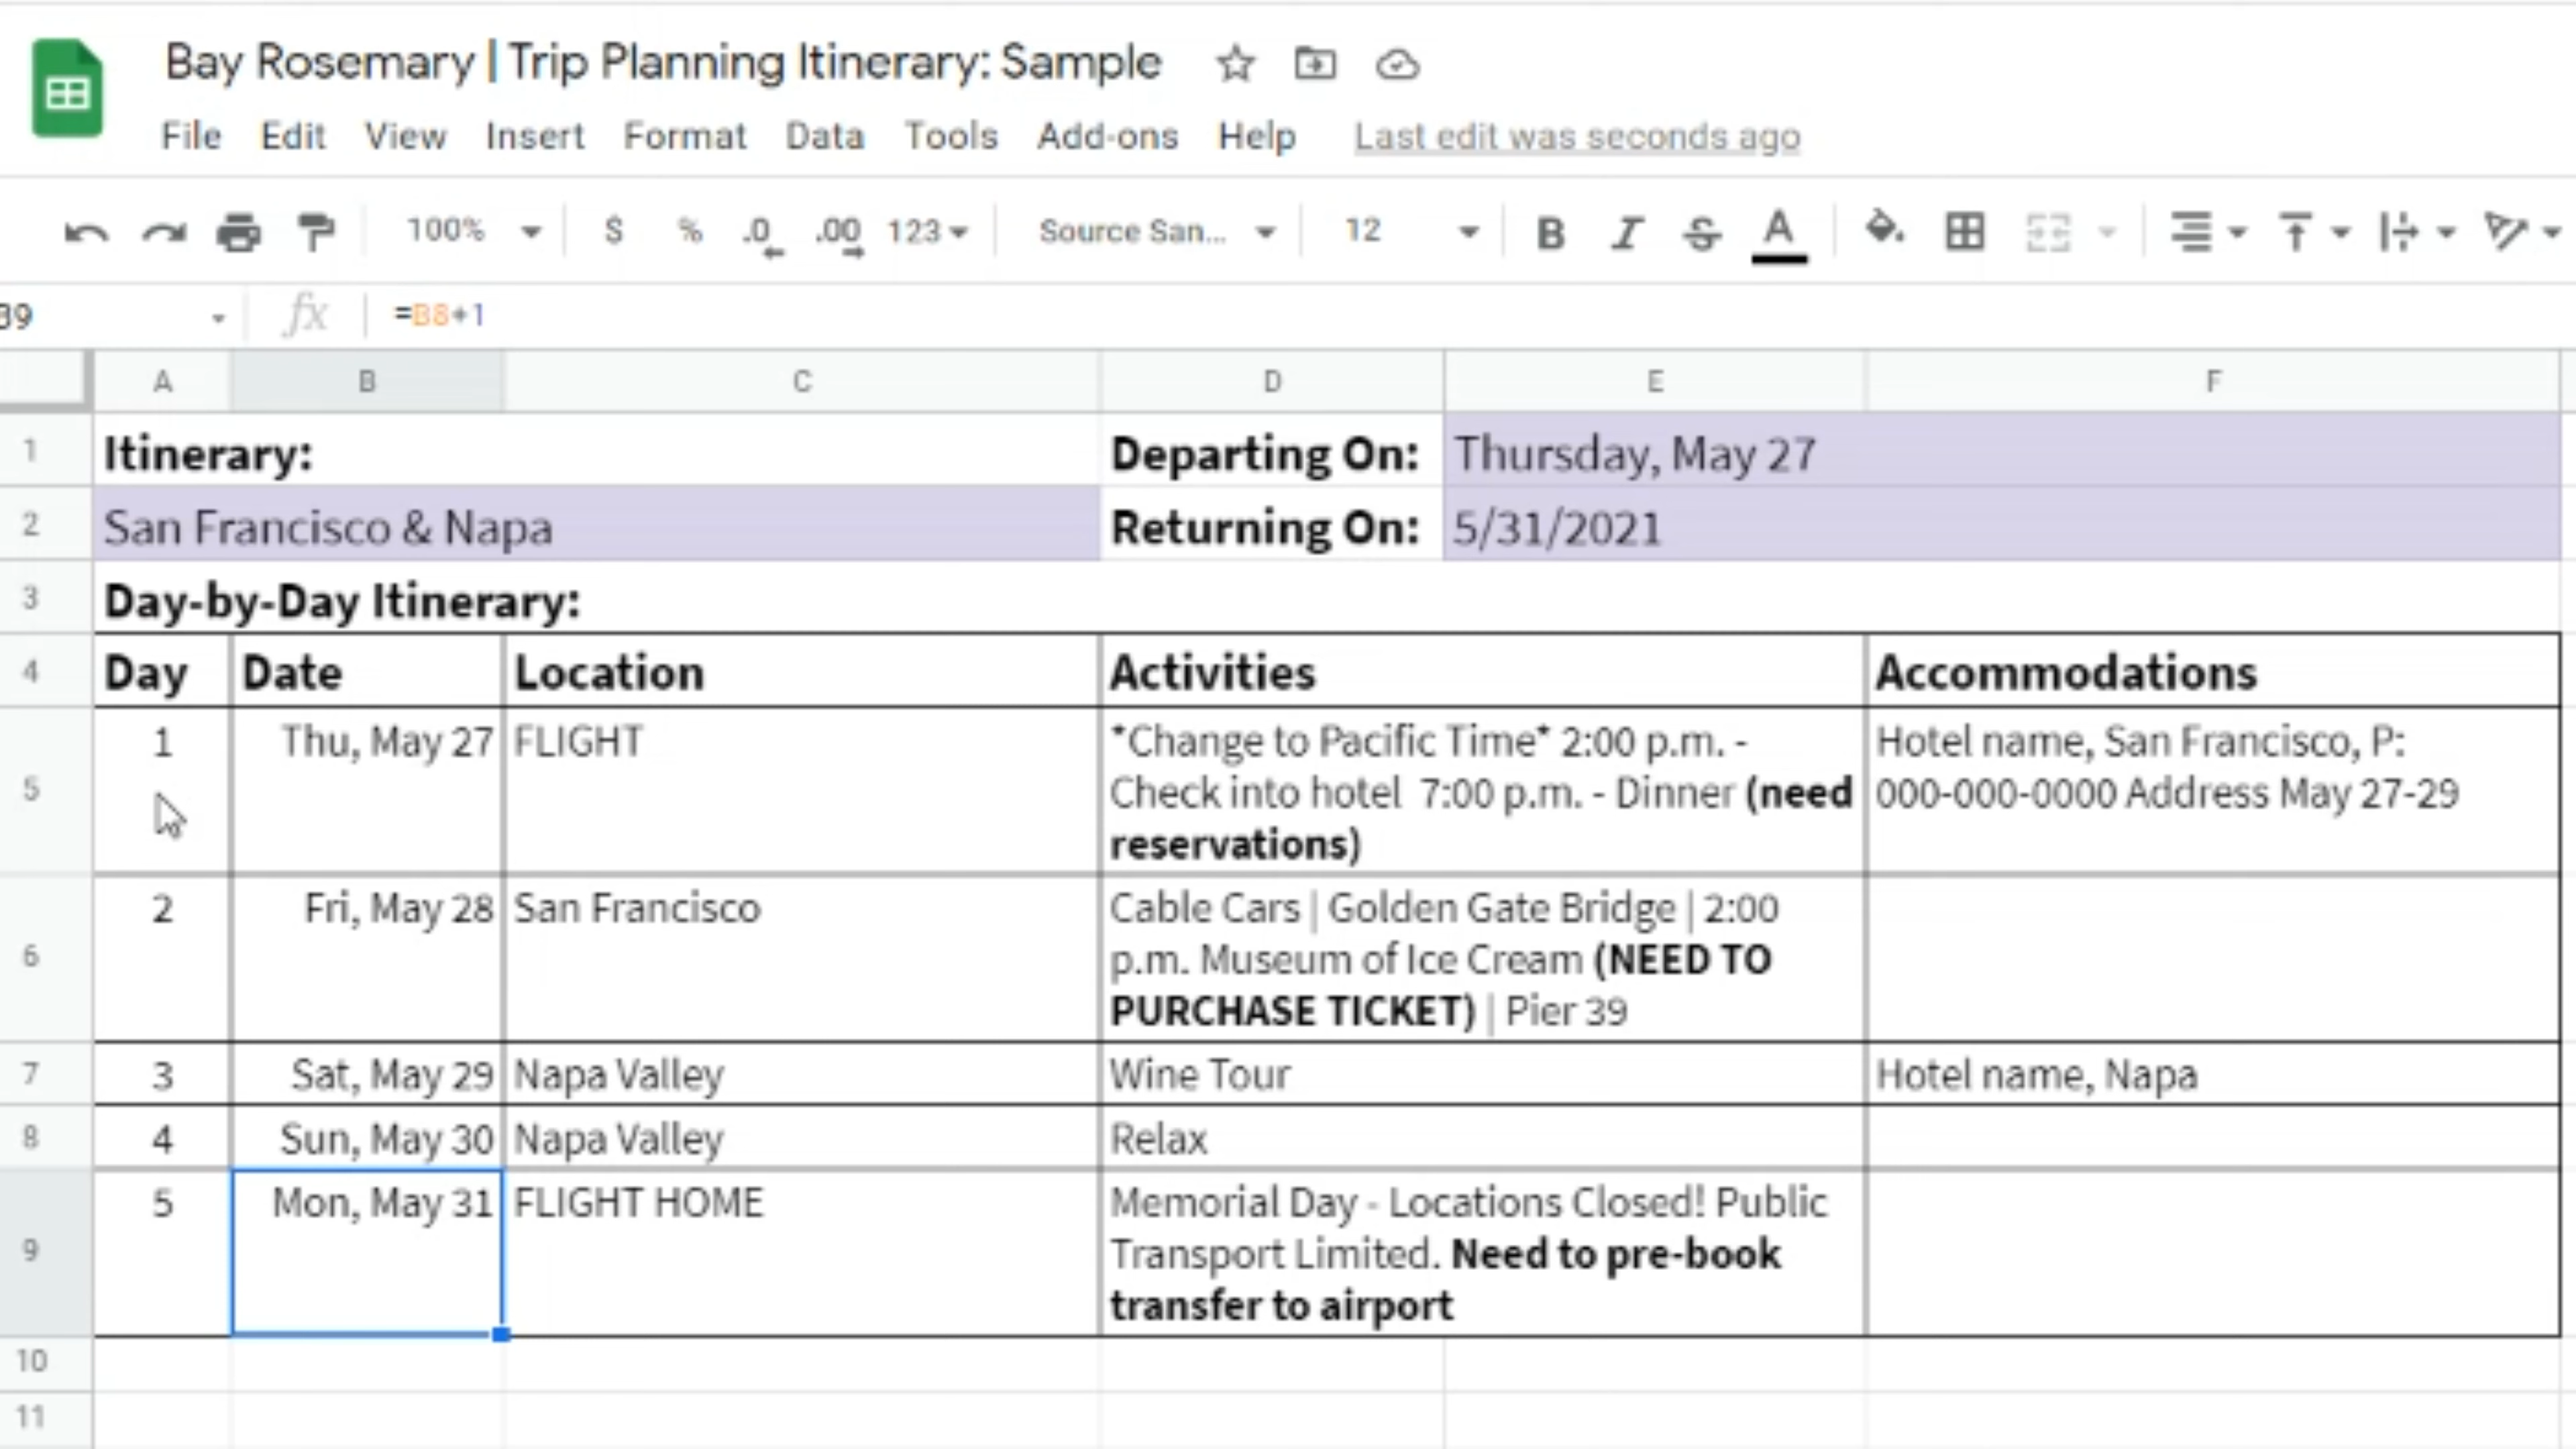 Bay Rosemary | Trip Planning Itinerary: Sample
File Edit View Insert Format Data Tools Add-ons Help Last edit was seconds ago
100% $ % .0 .00 123 Source San... 12 B I S A
B9 fx =B8+1
A B C D E F
1 Itinerary: Departing On: Thursday, May 27
2 San Francisco & Napa Returning On: 5/31/2021
3 Day-by-Day Itinerary:
4 Day Date Location Activities Accommodations
1 Thu, May 27 FLIGHT *Change to Pacific Time* 2:00 p.m. - Hotel name, San Francisco, P:
5 Check into hotel 7:00 p.m. - Dinner (need 000-000-0000 Address May 27-29
reservations)
2 Fri, May 28 San Francisco Cable Cars | Golden Gate Bridge | 2:00
6 p.m. Museum of Ice Cream (NEED TO
PURCHASE TICKET) | Pier 39
7 3 Sat, May 29 Napa Valley Wine Tour Hotel name, Napa
8 4 Sun, May 30 Napa Valley Relax
5 Mon, May 31 FLIGHT HOME Memorial Day - Locations Closed! Public
9 Transport Limited. Need to pre-book
transfer to airport
10
11